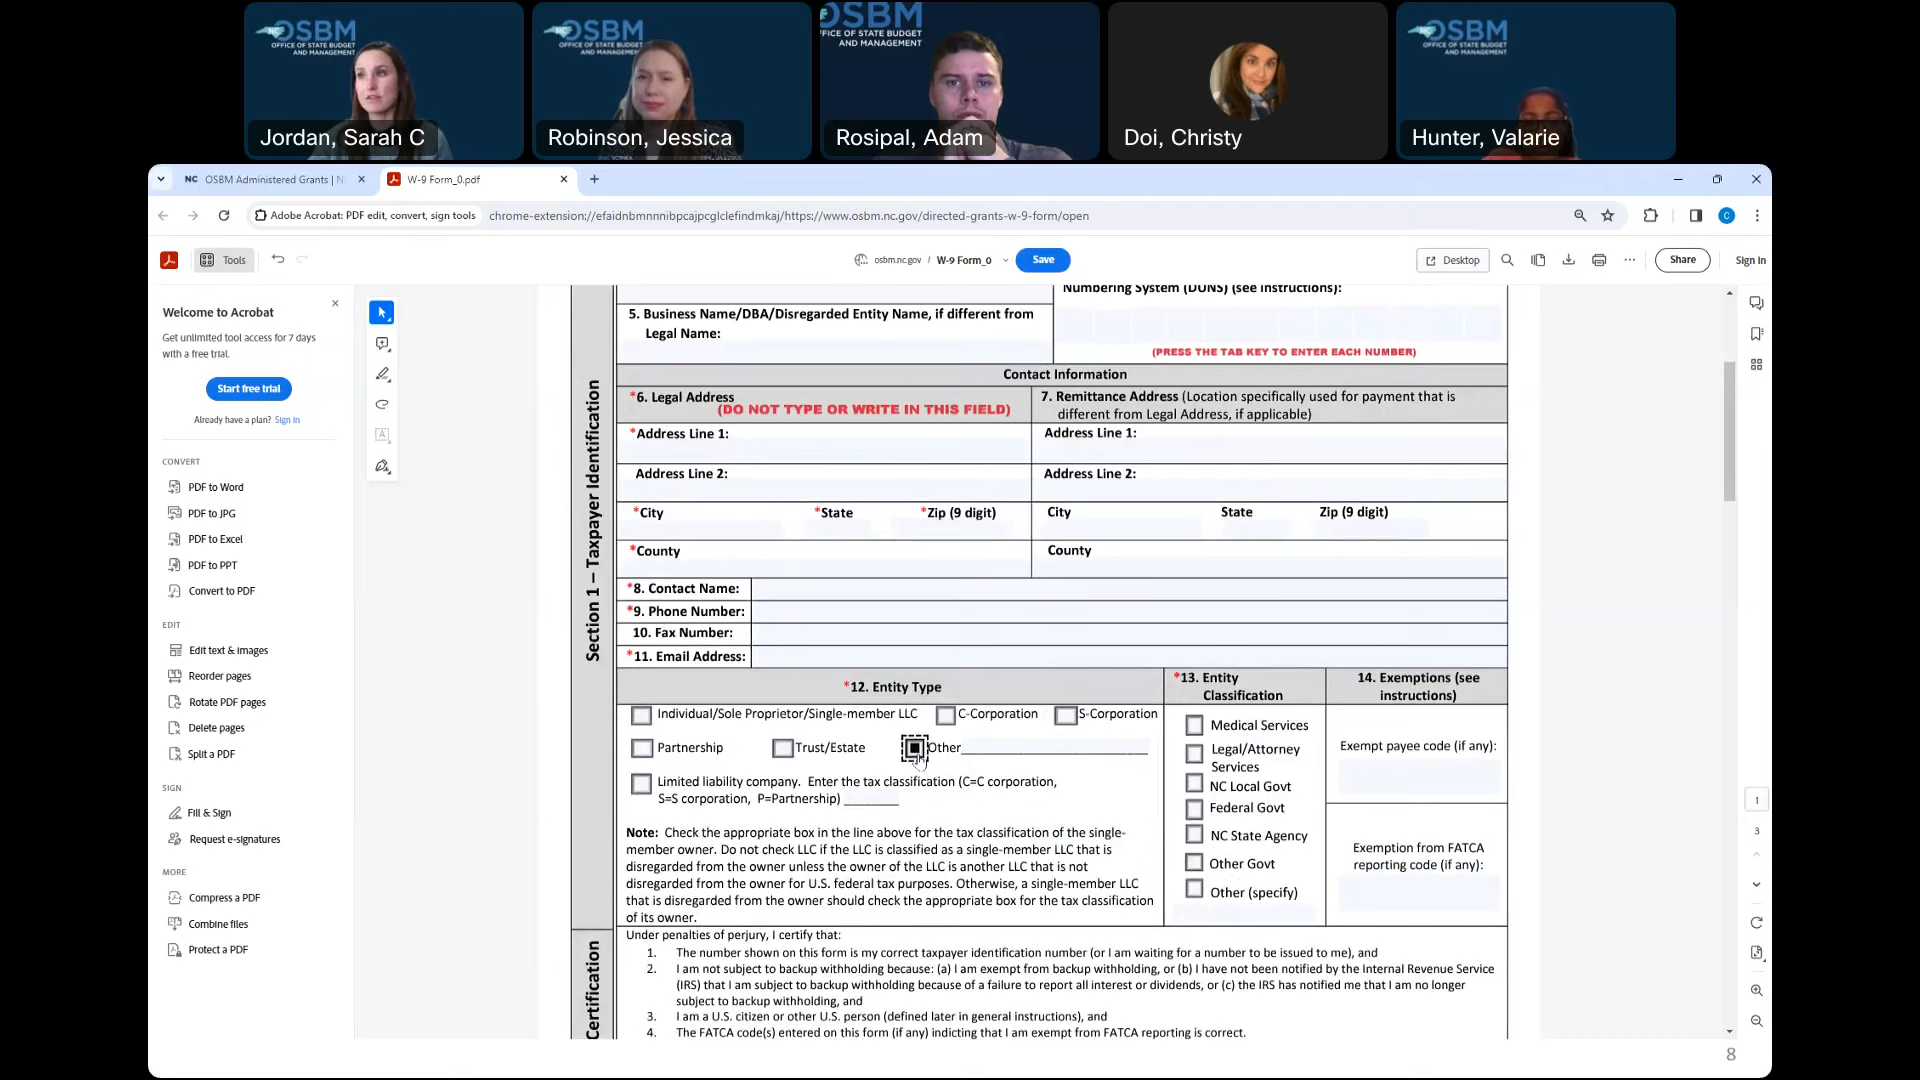 OSBM
OFFICE OF STATE BUDGET
AND MANAGEMENT
Jordan, Sarah C
OSBM
OFFICE OF STATE BUDGET
AND MANAGEMENT
Robinson, Jessica
OSBM
FFICE OF STATE BUDGET
AND MANAGEMENT
Rosipal, Adam
Doi, Christy
OSBM
OFFICE OF STATE BUDGET
AND MANAGEMENT
Hunter, Valarie
NC OSBM Administered Grants | N
W-9 Form_0.pdf
Adobe Acrobat: PDF edit, convert, sign tools
chrome-extension://efaidnbmnnnibpcajpcglclefindmkaj/https://www.osbm.nc.gov/directed-grants-w-9-form/open
C
Tools
osbm.nc.gov / W-9 Form_0
Save
Desktop
Share
Sign in
Welcome to Acrobat
Get unlimited tool access for 7 days
with a free trial.
Start free trial
Already have a plan? Sign in
CONVERT
PDF to Word
PDF to JPG
PDF to Excel
PDF to PPT
Convert to PDF
EDIT
Edit text & images
Reorder pages
Rotate PDF pages
Delete pages
Split a PDF
SIGN
Fill & Sign
Request e-signatures
MORE
Compress a PDF
Combine files
Protect a PDF
Section 1 – Taxpayer Identification
Numbering System (DUNS) (see instructions):
5. Business Name/DBA/Disregarded Entity Name, if different from
Legal Name:
(PRESS THE TAB KEY TO ENTER EACH NUMBER)
Contact Information
*6. Legal Address
(DO NOT TYPE OR WRITE IN THIS FIELD)
7. Remittance Address (Location specifically used for payment that is
different from Legal Address, if applicable)
*Address Line 1:
Address Line 1:
Address Line 2:
Address Line 2:
*City *State *Zip (9 digit)
City State Zip (9 digit)
*County
County
*8. Contact Name:
*9. Phone Number:
10. Fax Number:
*11. Email Address:
*12. Entity Type
*13. Entity
Classification
14. Exemptions (see
instructions)
Individual/Sole Proprietor/Single-member LLC C-Corporation S-Corporation
Partnership Trust/Estate Other
Limited liability company. Enter the tax classification (C=C corporation,
S=S corporation, P=Partnership) ________
Note: Check the appropriate box in the line above for the tax classification of the single-
member owner. Do not check LLC if the LLC is classified as a single-member LLC that is
disregarded from the owner unless the owner of the LLC is another LLC that is not
disregarded from the owner for U.S. federal tax purposes. Otherwise, a single-member LLC
that is disregarded from the owner should check the appropriate box for the tax classification
of its owner.
Medical Services
Legal/Attorney
Services
NC Local Govt
Federal Govt
NC State Agency
Other Govt
Other (specify)
Exempt payee code (if any):
Exemption from FATCA
reporting code (if any):
Certification
Under penalties of perjury, I certify that:
1. The number shown on this form is my correct taxpayer identification number (or I am waiting for a number to be issued to me), and
2. I am not subject to backup withholding because: (a) I am exempt from backup withholding, or (b) I have not been notified by the Internal Revenue Service
(IRS) that I am subject to backup withholding because of a failure to report all interest or dividends, or (c) the IRS has notified me that I am no longer
subject to backup withholding, and
3. I am a U.S. citizen or other U.S. person (defined later in general instructions), and
4. The FATCA code(s) entered on this form (if any) indicting that I am exempt from FATCA reporting is correct.
1
3
8